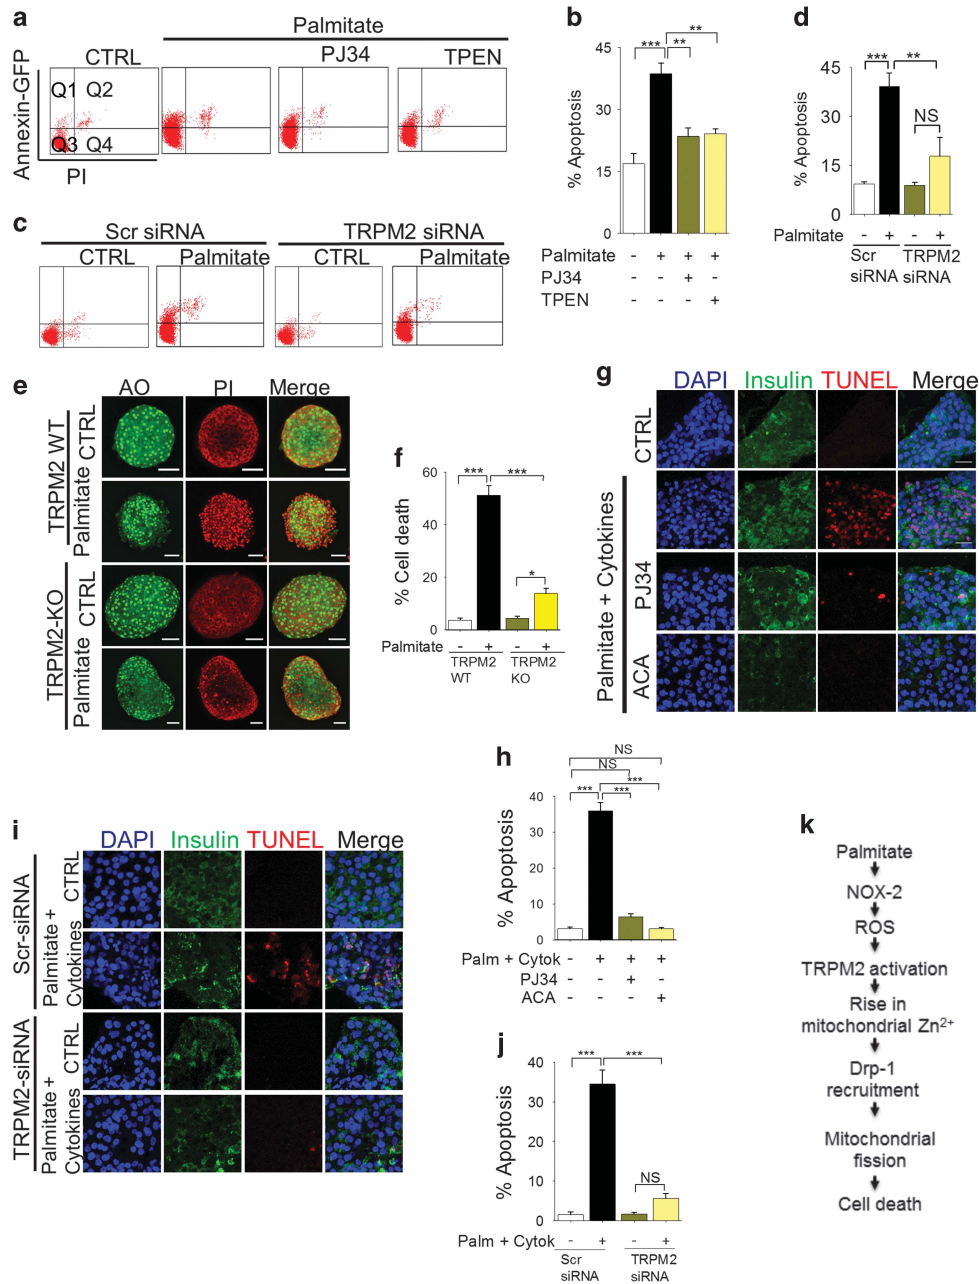 a
Palmitate
CTRL
PJ34
TPEN
Annexin-GFP
Q1 Q2
Q3 Q4
PI
b
*** ** **
% Apoptosis
45
30
15
0
Palmitate - + + +
PJ34 - - + -
TPEN - - - +
d
*** **
NS
% Apoptosis
45
30
15
0
Palmitate - + - +
Scr siRNA
TRPM2 siRNA
c
Scr siRNA
TRPM2 siRNA
CTRL
Palmitate
CTRL
Palmitate
e
AO PI Merge
TRPM2 WT
CTRL
Palmitate
TRPM2-KO
CTRL
Palmitate
f
*** ***
*
% Cell death
60
40
20
0
Palmitate - + - +
TRPM2 WT
TRPM2 KO
g
DAPI Insulin TUNEL Merge
CTRL
Palmitate + Cytokines
PJ34
ACA
h
NS
NS
***
*** ***
% Apoptosis
40
30
20
10
0
Palm + Cytok - + + +
PJ34 - - + -
ACA - - - +
i
DAPI Insulin TUNEL Merge
Scr-siRNA
CTRL
Palmitate + Cytokines
TRPM2-siRNA
CTRL
Palmitate + Cytokines
j
*** ***
NS
% Apoptosis
40
30
20
10
0
Palm + Cytok - + - +
Scr siRNA
TRPM2 siRNA
k
Palmitate
NOX-2
ROS
TRPM2 activation
Rise in
mitochondrial Zn²⁺
Drp-1
recruitment
Mitochondrial
fission
Cell death